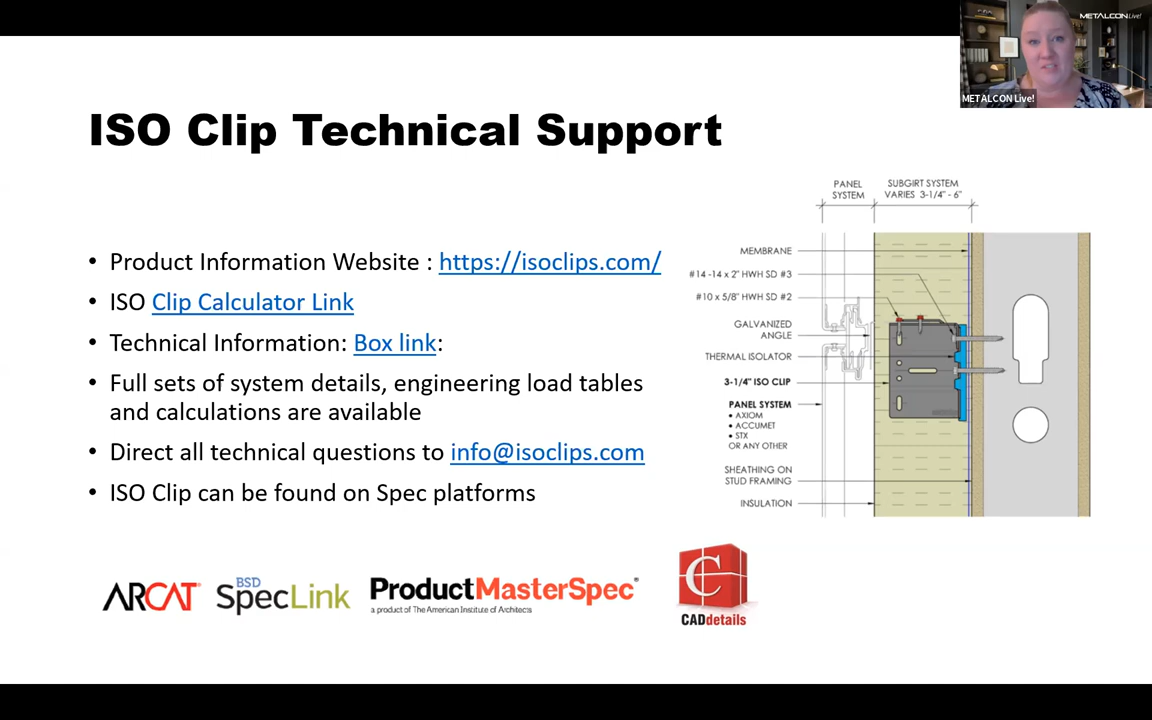 METALCON Live!
METALCON Live!
ISO Clip Technical Support
• Product Information Website : https://isoclips.com/
• ISO Clip Calculator Link
• Technical Information: Box link:
• Full sets of system details, engineering load tables
and calculations are available
• Direct all technical questions to info@isoclips.com
• ISO Clip can be found on Spec platforms
PANEL
SYSTEM
SUBGIRT SYSTEM
VARIES 3-1/4" - 6"
MEMBRANE
#14 -14 x 2" HWH SD #3
#10 x 5/8" HWH SD #2
GALVANIZED
ANGLE
THERMAL ISOLATOR
3-1/4" ISO CLIP
PANEL SYSTEM
• AXIOM
• ACCUMET
• STX
OR ANY OTHER
SHEATHING ON
STUD FRAMING
INSULATION
ARCAT®
BSD
SpecLink
ProductMasterSpec®
a product of The American Institute of Architects
C
CADdetails